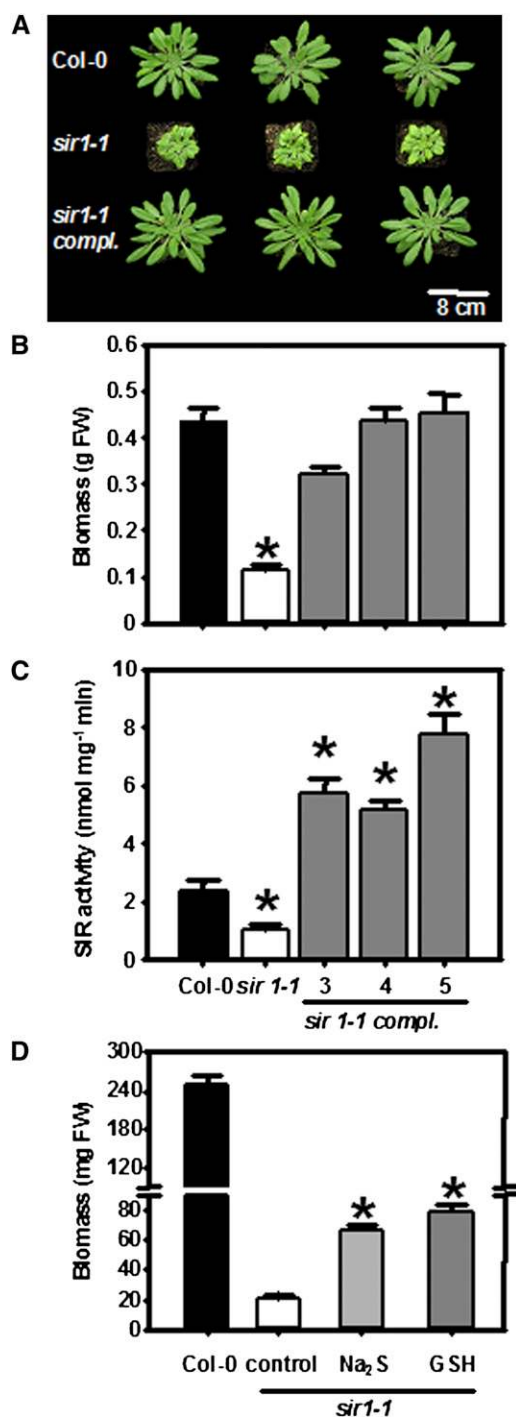 A
Col-0
sir1-1
sir1-1
compl.
8 cm
B
Biomass (g FW)
0.6
0.5
0.4
0.3
0.2
0.1
0
*
C
SIR activity (nmol mg⁻¹ min)
10
8
6
4
2
0
* * * *
Col-0 sir 1-1 3 4 5
sir 1-1 compl.
D
Biomass (mg FW)
300
240
180
120
80
60
40
20
0
* *
Col-0 control Na₂S GSH
sir1-1